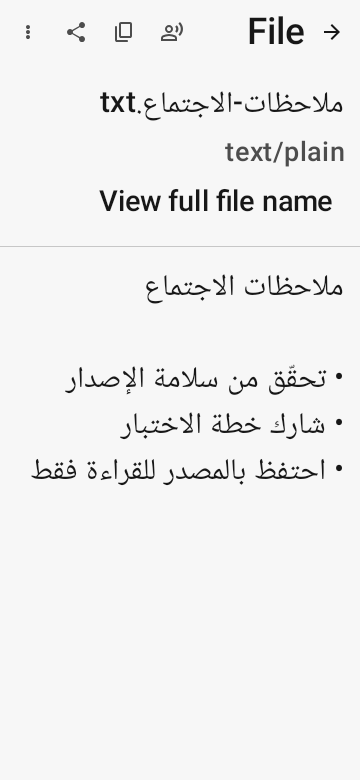 File
ملاحظات-الاجتماع.txt
text/plain
View full file name
ملاحظات الاجتماع
• تحقّق من سلامة الإصدار
• شارك خطة الاختبار
• احتفظ بالمصدر للقراءة فقط